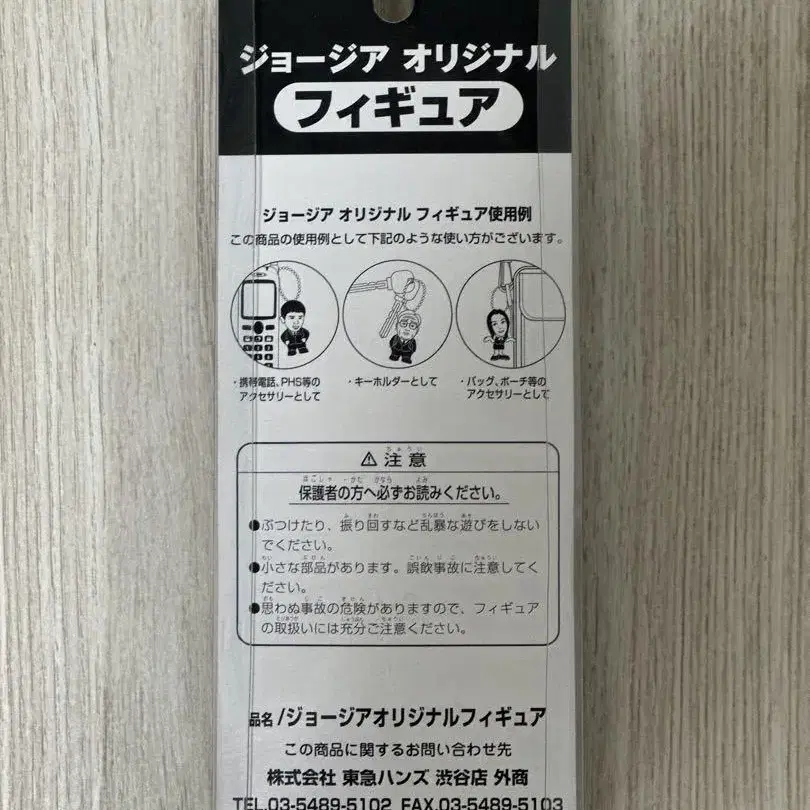 ジョージア オリジナル
フィギュア
ジョージア オリジナル フィギュア使用例
この商品の使用例として下記のような使い方がございます。
・携帯電話、PHS等の
アクセサリーとして
・キーホルダーとして
・バッグ、ポーチ等の
アクセサリーとして
⚠注意
保護者の方へ必ずお読みください。
●ぶつけたり、振り回すなど乱暴な遊びをしない
でください。
●小さな部品があります。誤飲事故に注意してく
ださい。
●思わぬ事故の危険がありますので、フィギュア
の取扱いには充分ご注意ください。
品名/ジョージアオリジナルフィギュア
この商品に関するお問い合わせ先
株式会社 東急ハンズ 渋谷店 外商
TEL.03-5489-5102 FAX.03-5489-5103